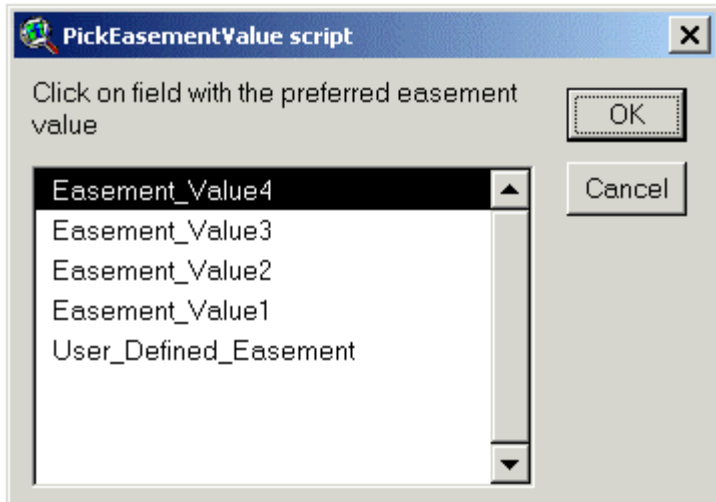 PickEasementValue script
Click on field with the preferred easement
value
OK
Cancel
Easement_Value4
Easement_Value3
Easement_Value2
Easement_Value1
User_Defined_Easement